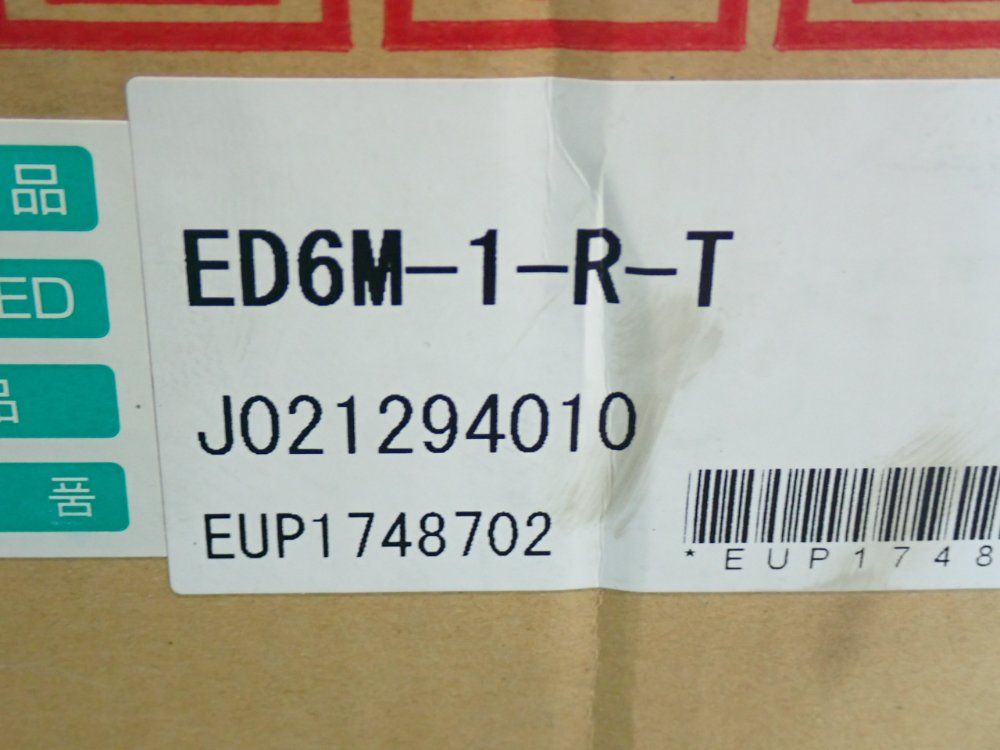 品
ED
品
품
ED6M-1-R-T
J021294010
EUP1748702
*EUP1748